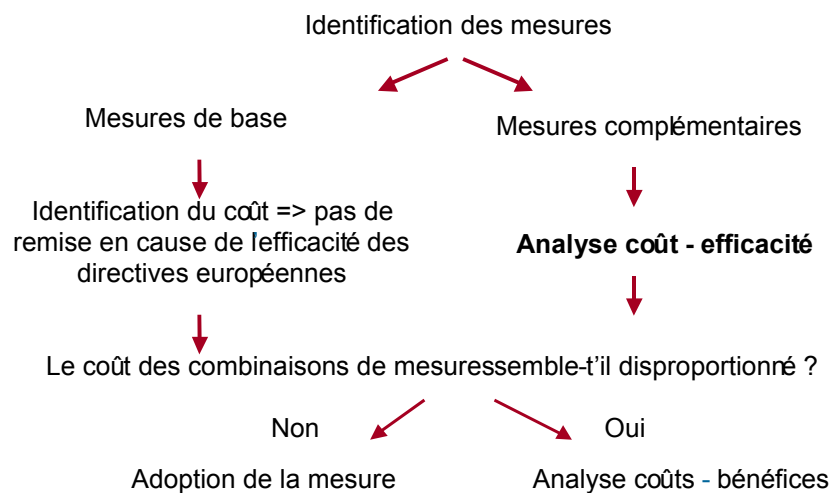 Identification des mesures
Mesures de base
Mesures complémentaires
Identification du coût => pas de
remise en cause de l'efficacité des
directives européennes
Analyse coût - efficacité
Le coût des combinaisons de mesuressemble-t'il disproportionné ?
Non
Oui
Adoption de la mesure
Analyse coûts - bénéfices